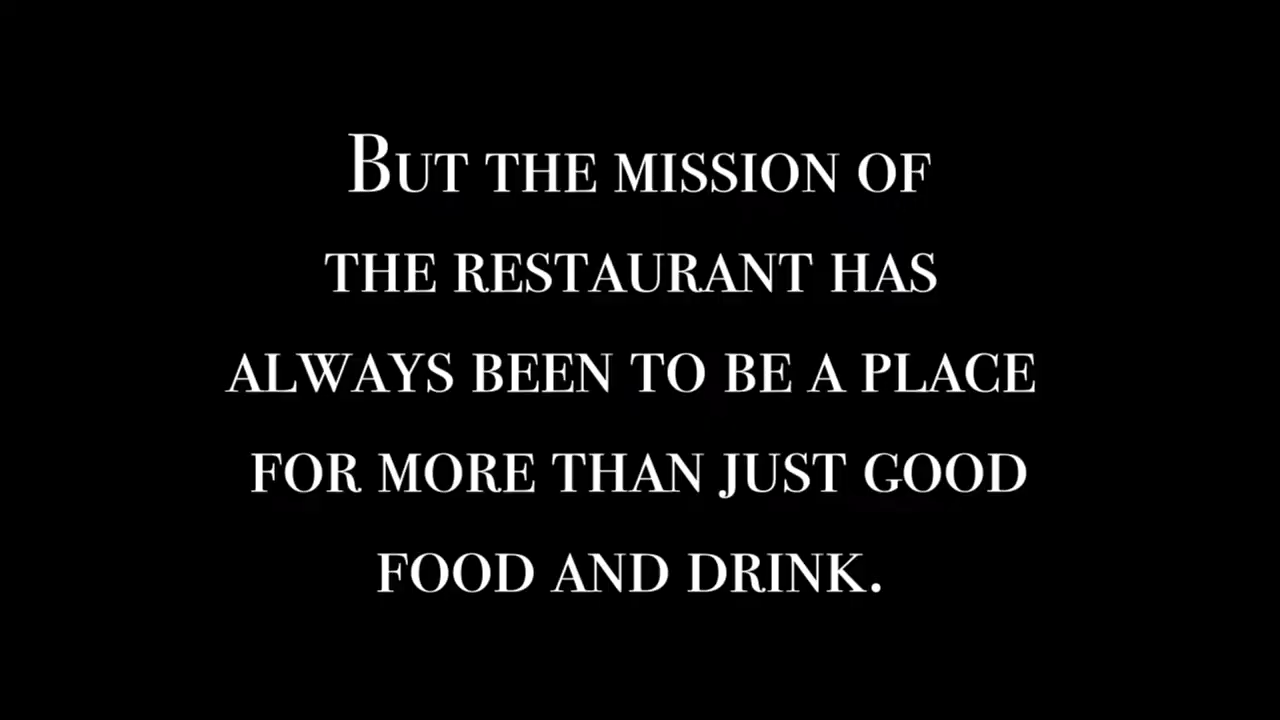 But the mission of
the restaurant has
always been to be a place
for more than just good
food and drink.